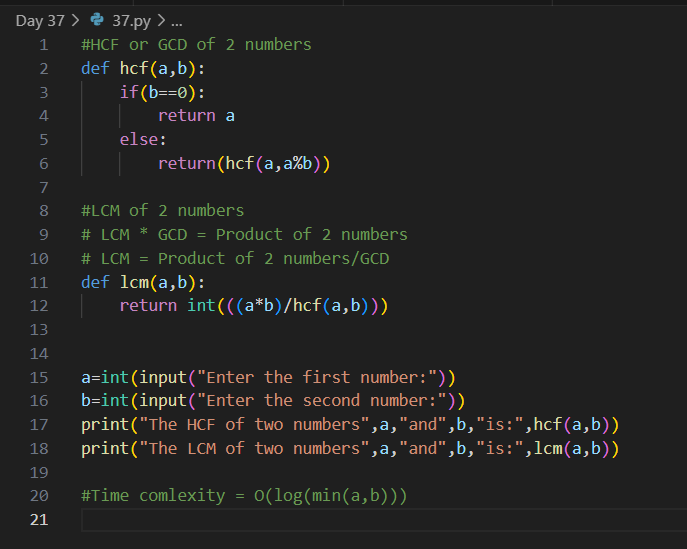 Day 37 > 37.py > ...
1 #HCF or GCD of 2 numbers
2 def hcf(a,b):
3     if(b==0):
4         return a
5     else:
6         return(hcf(a,a%b))
7
8 #LCM of 2 numbers
9 # LCM * GCD = Product of 2 numbers
10 # LCM = Product of 2 numbers/GCD
11 def lcm(a,b):
12     return int(((a*b)/hcf(a,b)))
13
14
15 a=int(input("Enter the first number:"))
16 b=int(input("Enter the second number:"))
17 print("The HCF of two numbers",a,"and",b,"is:",hcf(a,b))
18 print("The LCM of two numbers",a,"and",b,"is:",lcm(a,b))
19
20 #Time comlexity = O(log(min(a,b)))
21